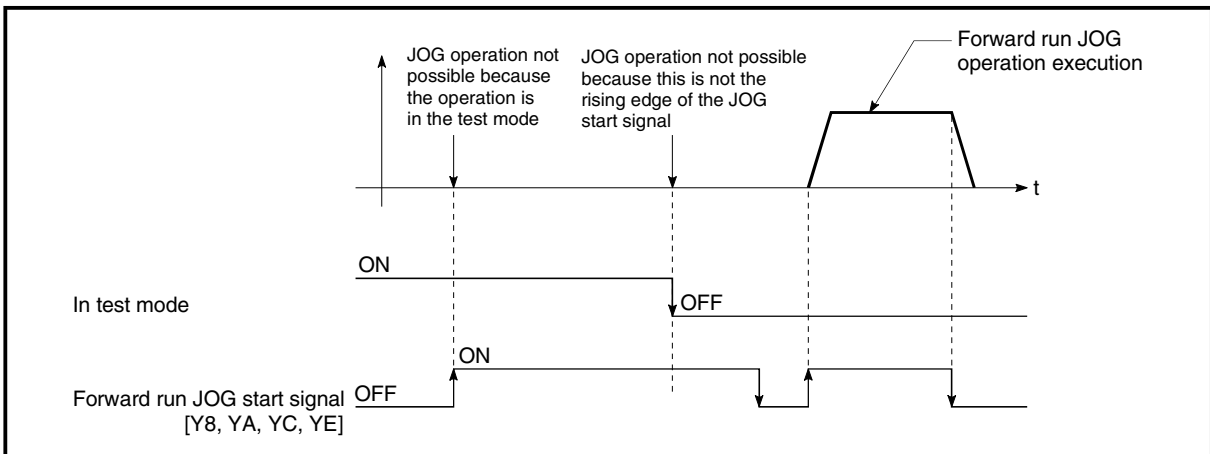 JOG operation not
possible because
the operation is
in the test mode
JOG operation not possible
because this is not the
rising edge of the JOG
start signal
Forward run JOG
operation execution
t
ON
In test mode
OFF
ON
Forward run JOG start signal
OFF
[Y8, YA, YC, YE]